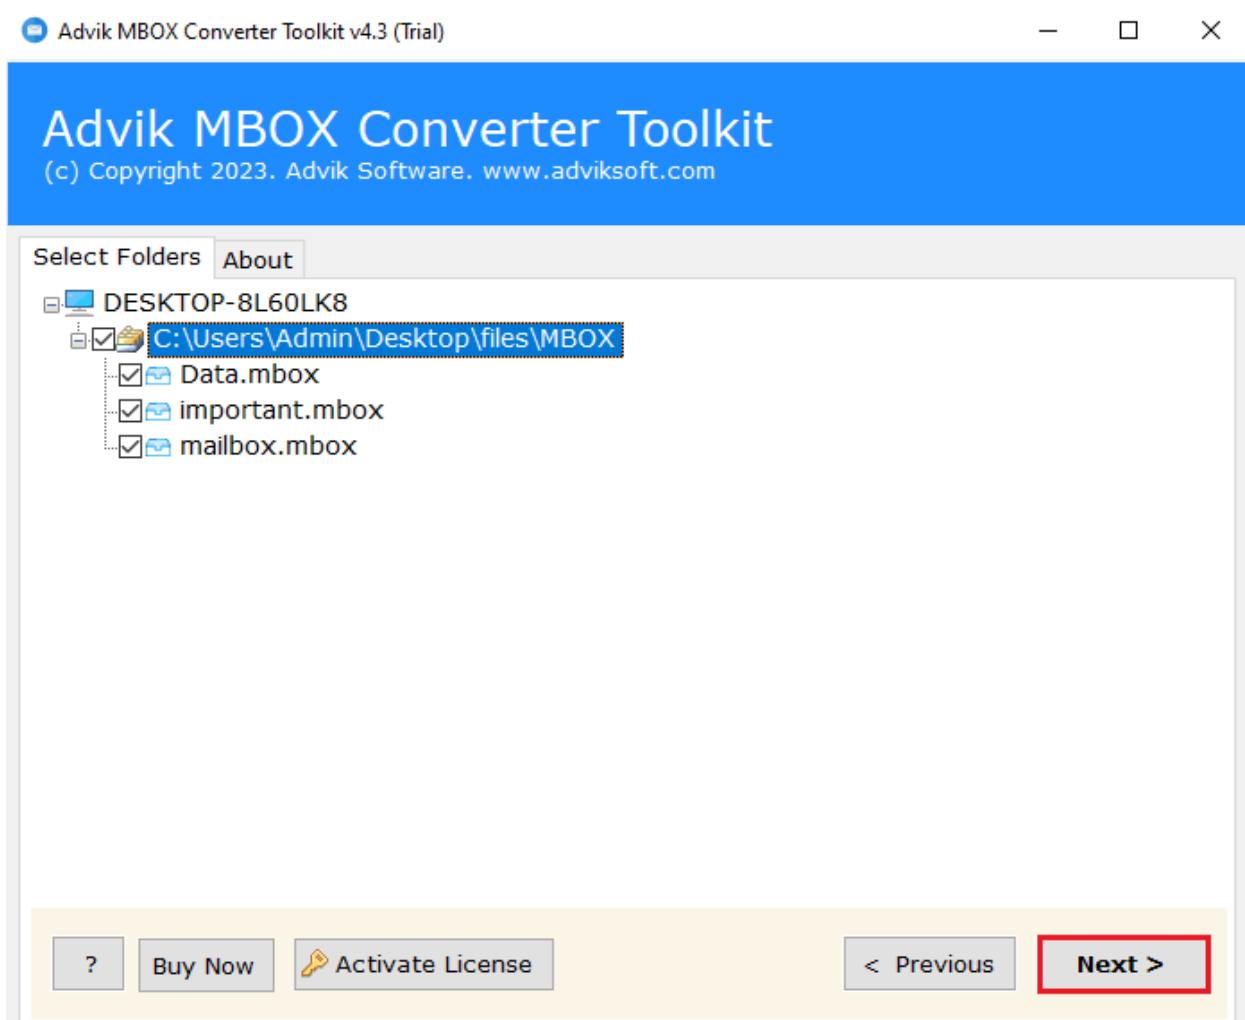 Advik MBOX Converter Toolkit v4.3 (Trial)
Advik MBOX Converter Toolkit
(c) Copyright 2023. Advik Software. www.adviksoft.com
Select Folders About
DESKTOP-8L60LK8
C:\Users\Admin\Desktop\files\MBOX
Data.mbox
important.mbox
mailbox.mbox
? Buy Now Activate License < Previous Next >